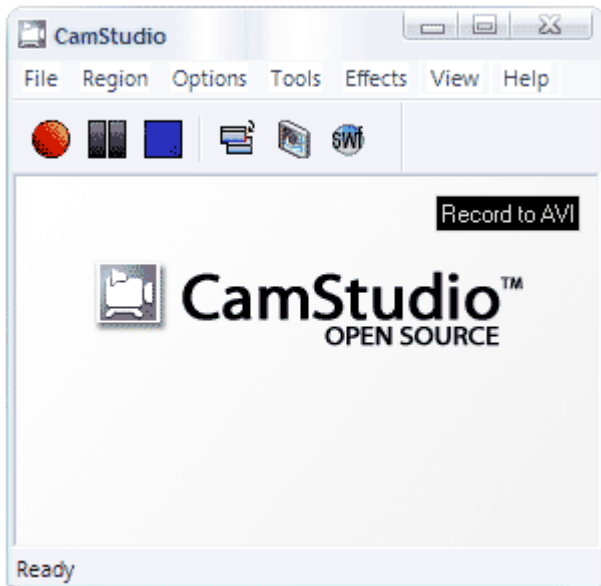 CamStudio
File Region Options Tools Effects View Help
swf
Record to AVI
CamStudio™
OPEN SOURCE
Ready